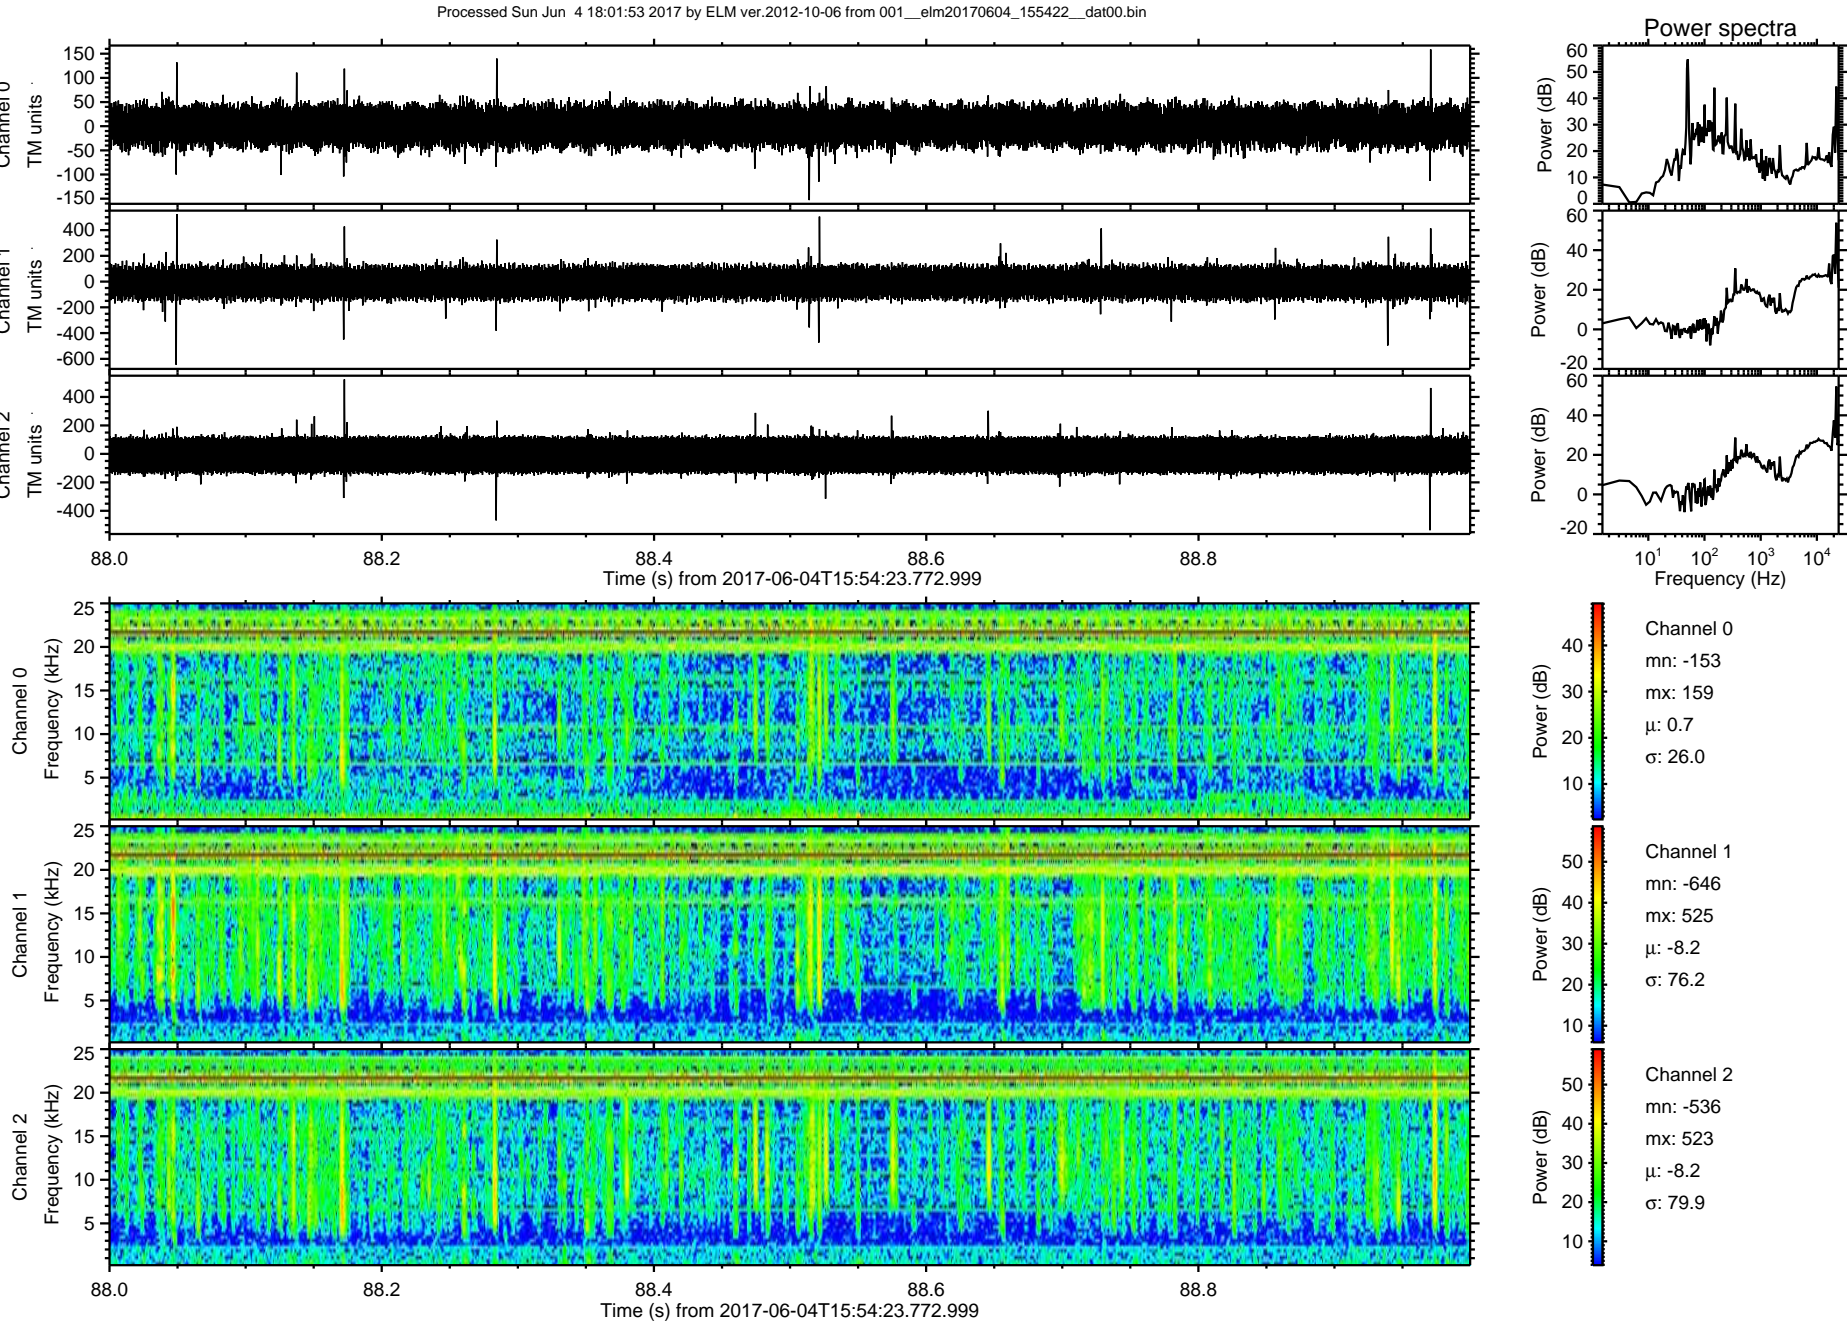 Processed Sun Jun  4 18:01:53 2017 by ELM ver.2012-10-06 from 001__elm20170604_155422__dat00.bin
Power spectra
Channel 0
TM units
150
100
50
0
-50
-100
-150
Power (dB)
60
50
40
30
20
10
0
Channel 1
TM units
400
200
0
-200
-400
-600
Power (dB)
60
40
20
0
-20
Channel 2
TM units
400
200
0
-200
-400
Power (dB)
60
40
20
0
-20
88.0 88.2 88.4 88.6 88.8
Time (s) from 2017-06-04T15:54:23.772.999
10¹ 10² 10³ 10⁴
Frequency (Hz)
Channel 0
Frequency (kHz)
25
20
15
10
5
Power (dB)
40
30
20
10
Channel 0
mn: -153
mx: 159
μ: 0.7
σ: 26.0
Channel 1
Frequency (kHz)
25
20
15
10
5
Power (dB)
50
40
30
20
10
Channel 1
mn: -646
mx: 525
μ: -8.2
σ: 76.2
Channel 2
Frequency (kHz)
25
20
15
10
5
Power (dB)
50
40
30
20
10
Channel 2
mn: -536
mx: 523
μ: -8.2
σ: 79.9
88.0 88.2 88.4 88.6 88.8
Time (s) from 2017-06-04T15:54:23.772.999